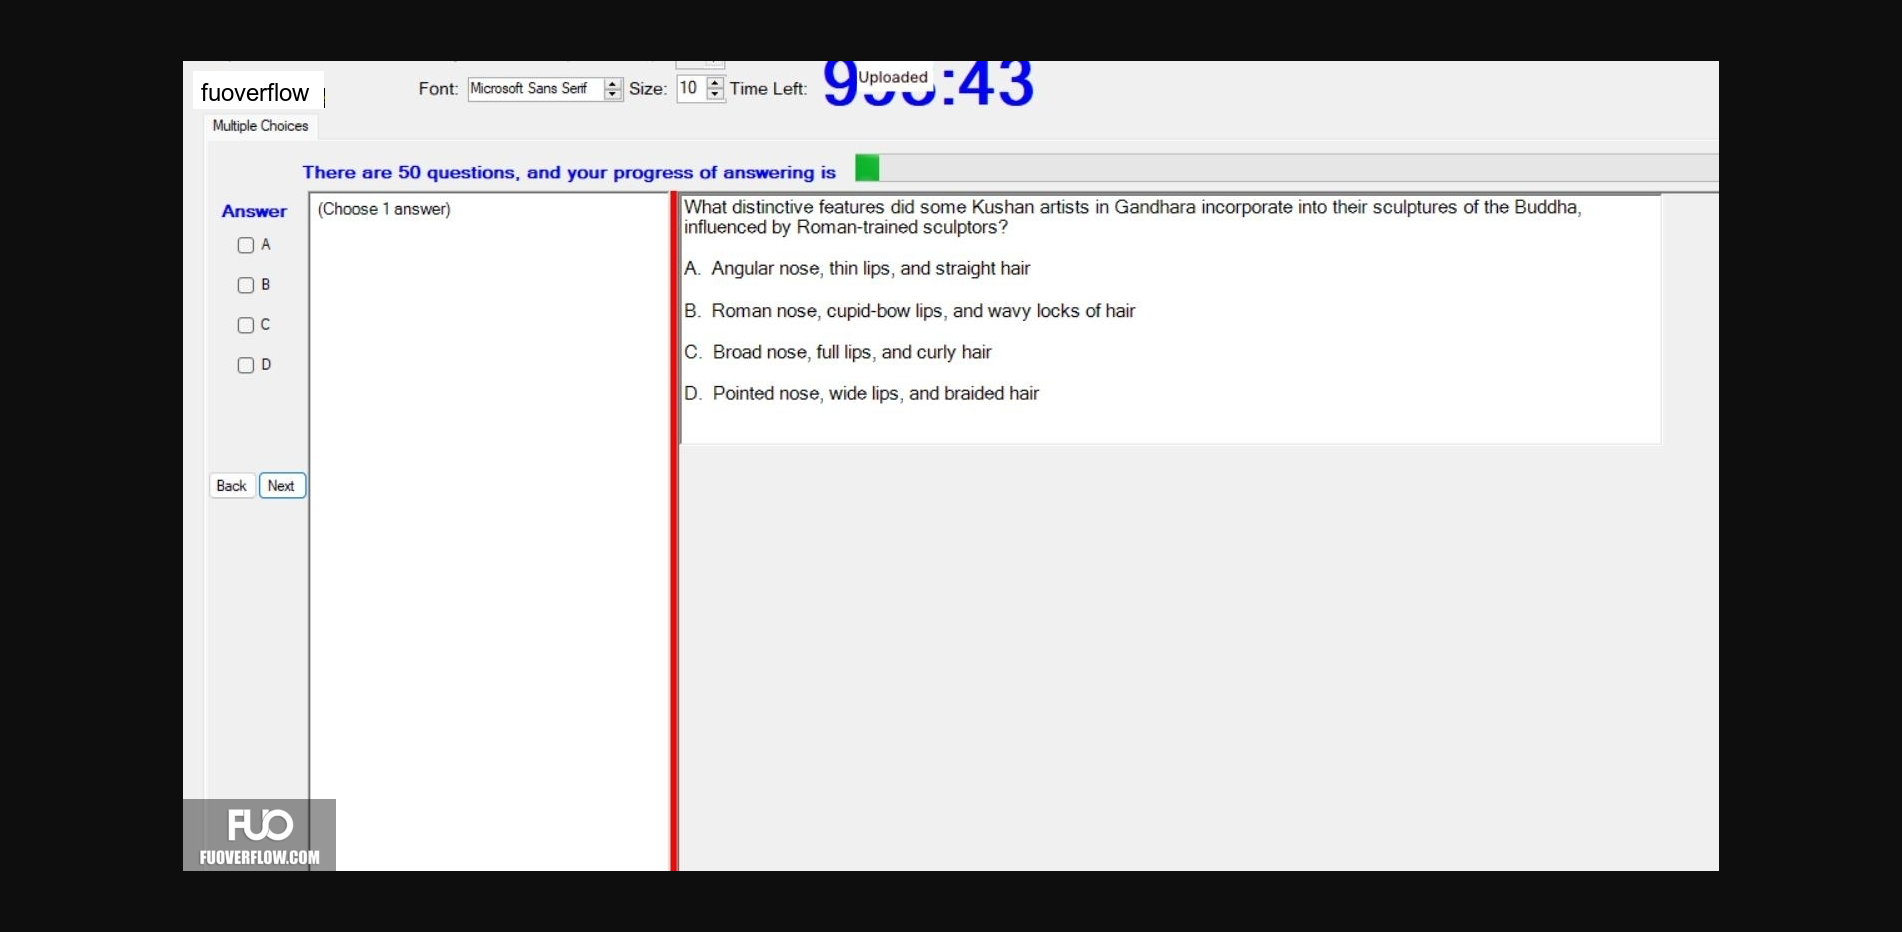 fuoverflow
Font: Microsoft Sans Serif Size: 10 Time Left: :43
Uploaded
Multiple Choices
There are 50 questions, and your progress of answering is
Answer
(Choose 1 answer)
A
B
C
D
What distinctive features did some Kushan artists in Gandhara incorporate into their sculptures of the Buddha,
influenced by Roman-trained sculptors?
A. Angular nose, thin lips, and straight hair
B. Roman nose, cupid-bow lips, and wavy locks of hair
C. Broad nose, full lips, and curly hair
D. Pointed nose, wide lips, and braided hair
Back Next
FUO
FUOVERFLOW.COM